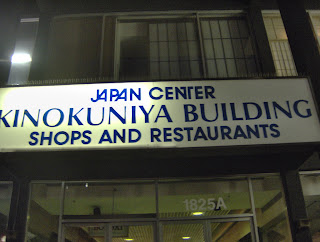 JAPAN CENTER
KINOKUNIYA BUILDING
SHOPS AND RESTAURANTS
1825A